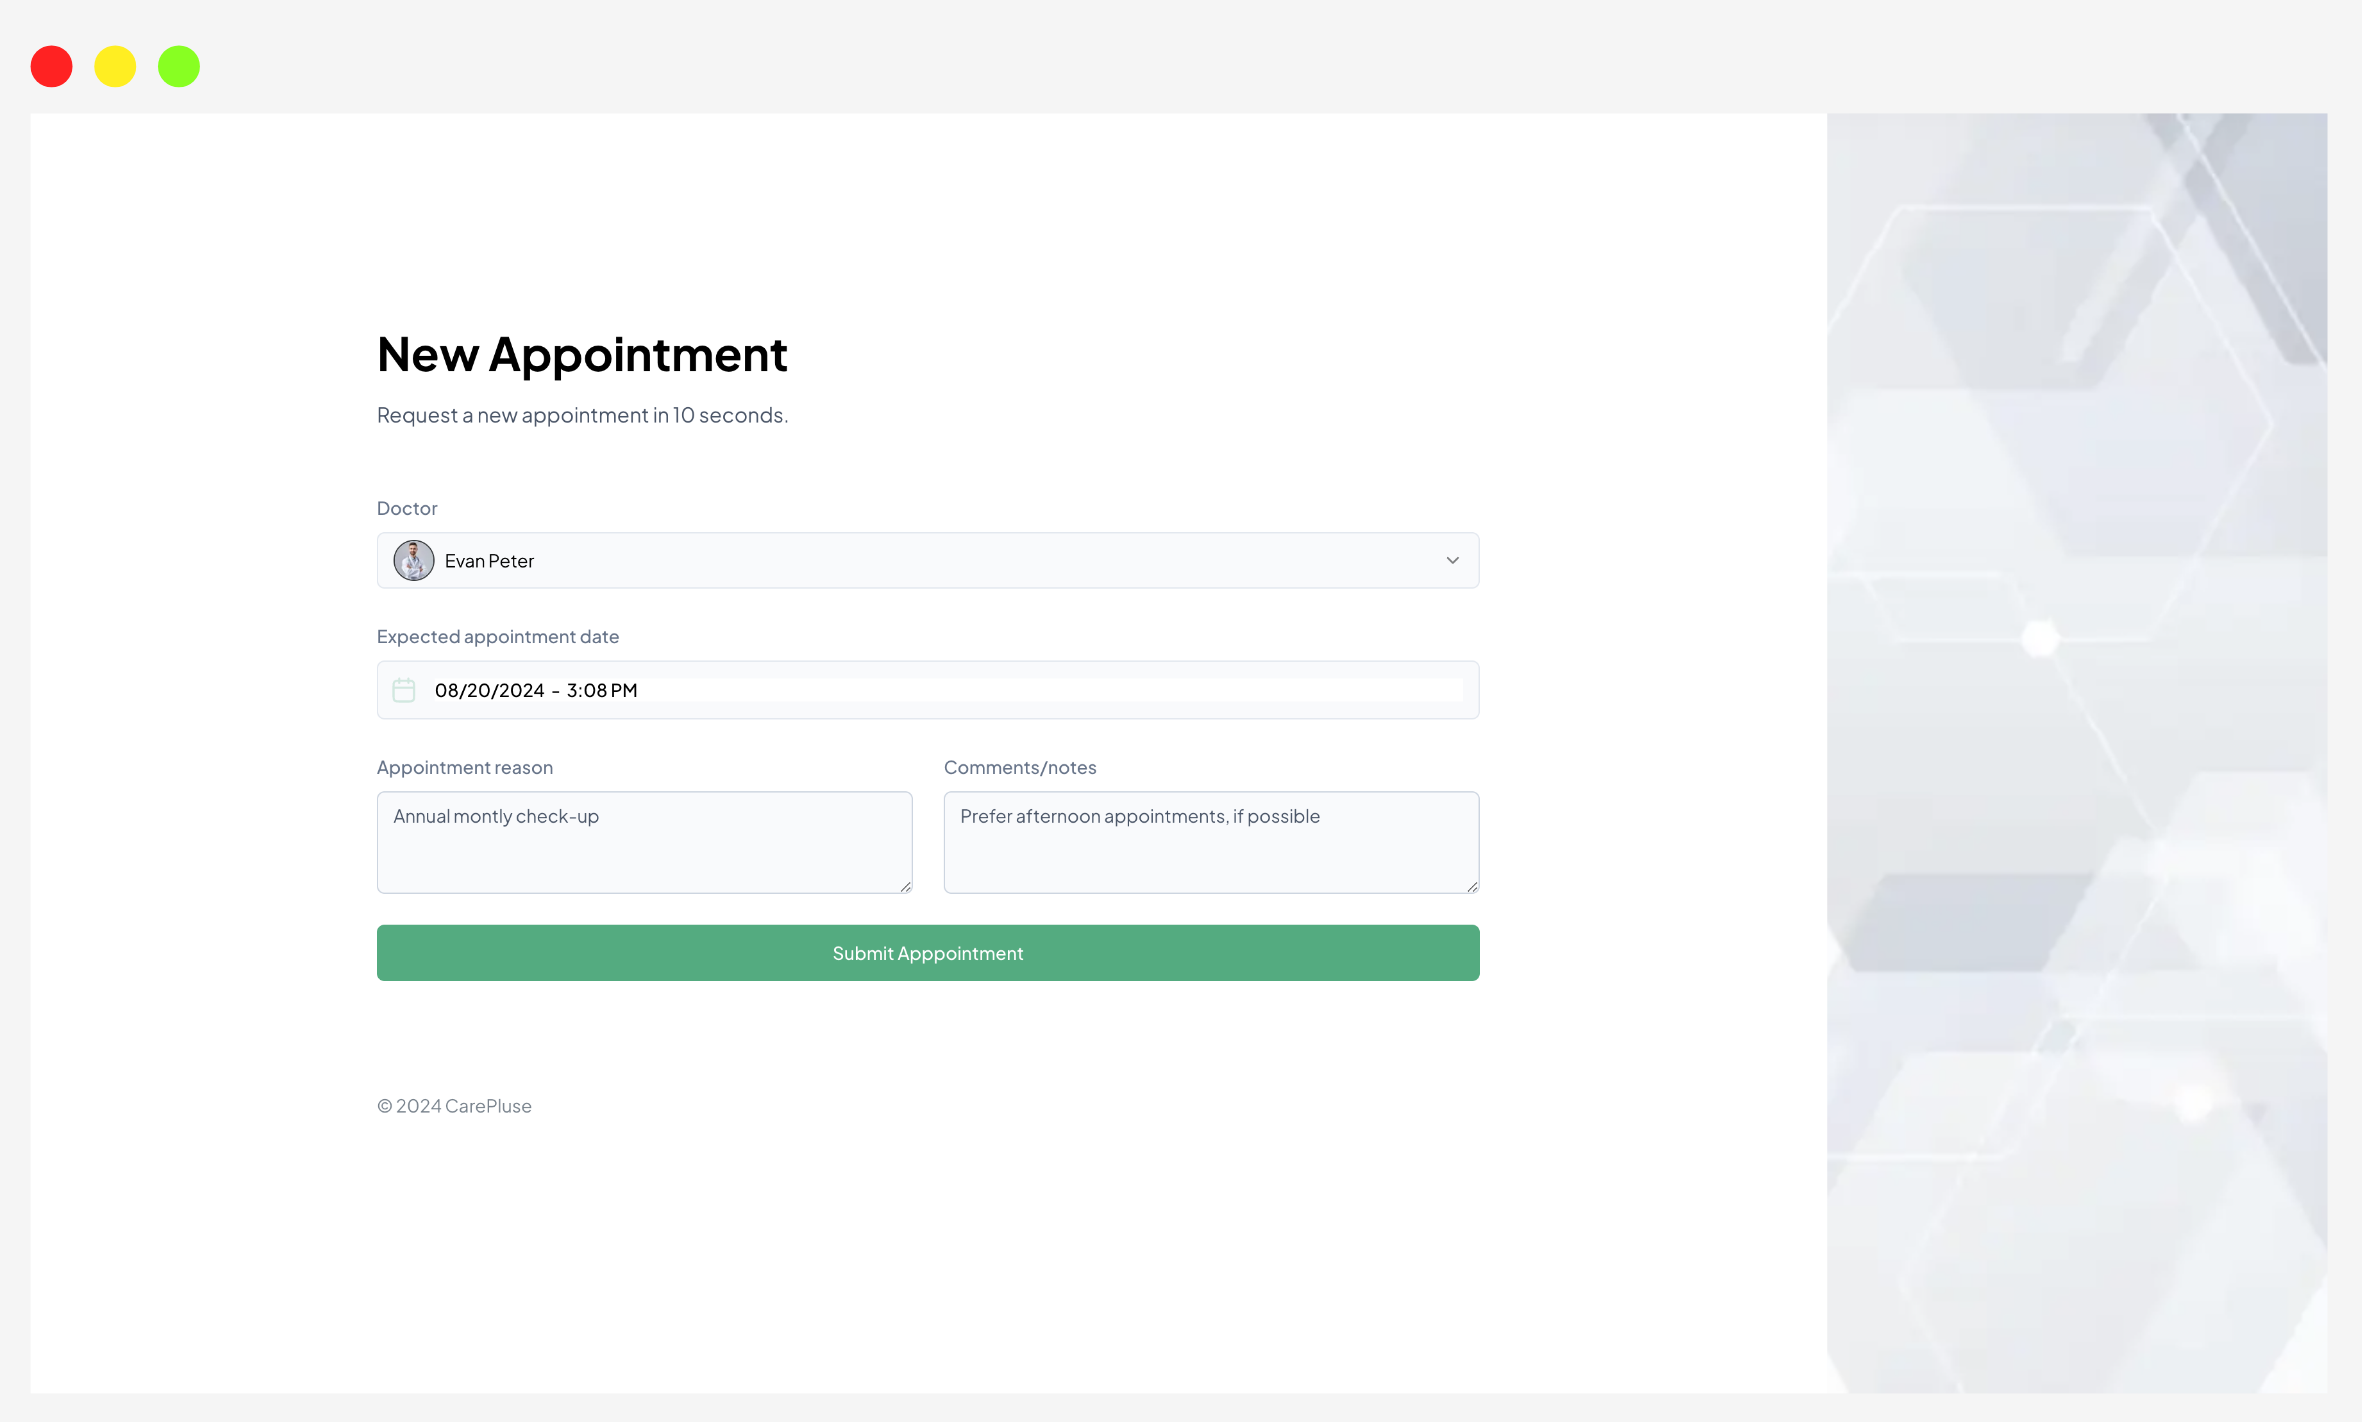 New Appointment
Request a new appointment in 10 seconds.
Doctor
Evan Peter
Expected appointment date
08/20/2024 - 3:08 PM
Appointment reason
Comments/notes
Annual montly check-up
Prefer afternoon appointments, if possible
Submit Apppointment
© 2024 CarePluse